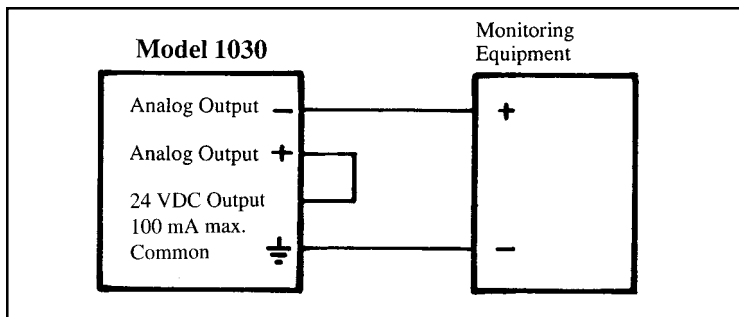 Model 1030
Monitoring
Equipment
Analog Output −
+
Analog Output +
24 VDC Output
100 mA max.
Common
−